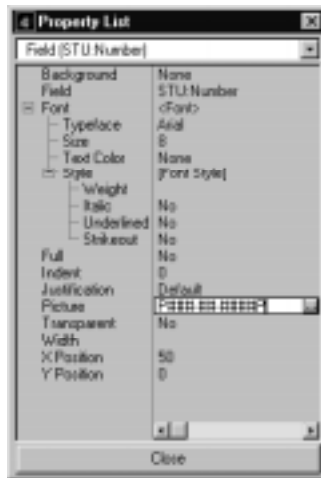 Property List
Field (STU:Number)
Background None
Field STU:Number
Font <Font>
Typeface Arial
Size 8
Text Color None
Style [Font Style]
Weight
Italic No
Underlined No
Strikeout No
Full No
Indent 0
Justification Default
Picture
Transparent No
Width
X Position 50
Y Position 0
Close